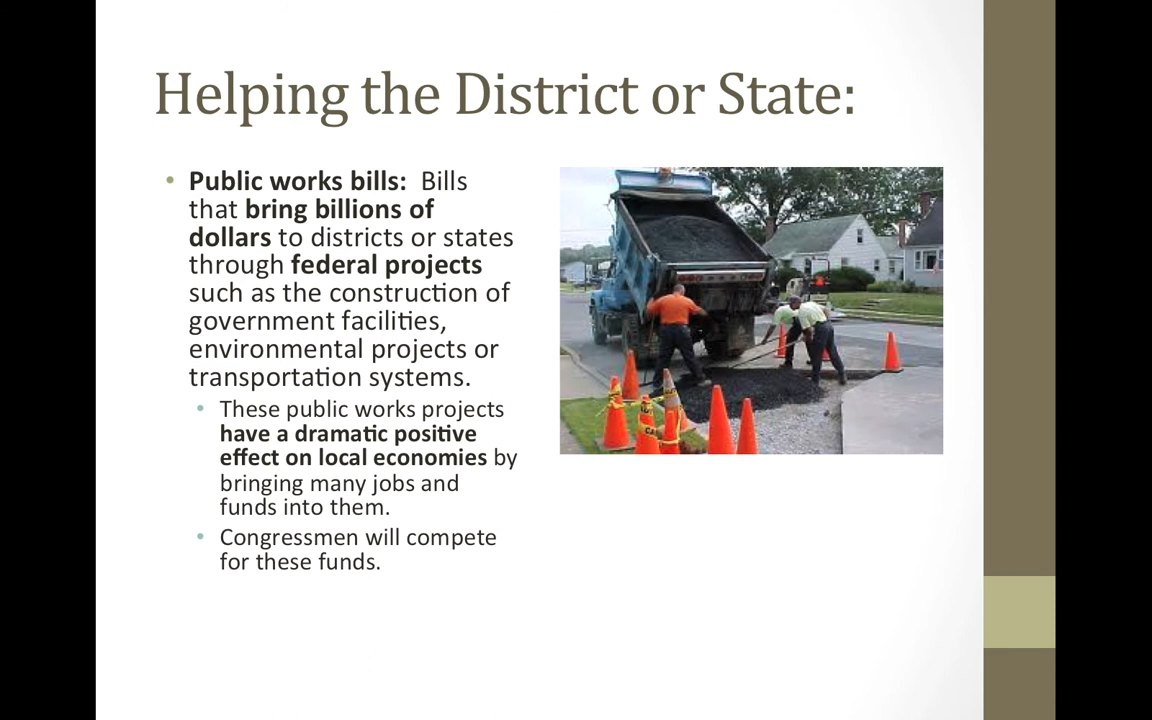 Helping the District or State:
• Public works bills: Bills
that bring billions of
dollars to districts or states
through federal projects
such as the construction of
government facilities,
environmental projects or
transportation systems.
• These public works projects
have a dramatic positive
effect on local economies by
bringing many jobs and
funds into them.
• Congressmen will compete
for these funds.